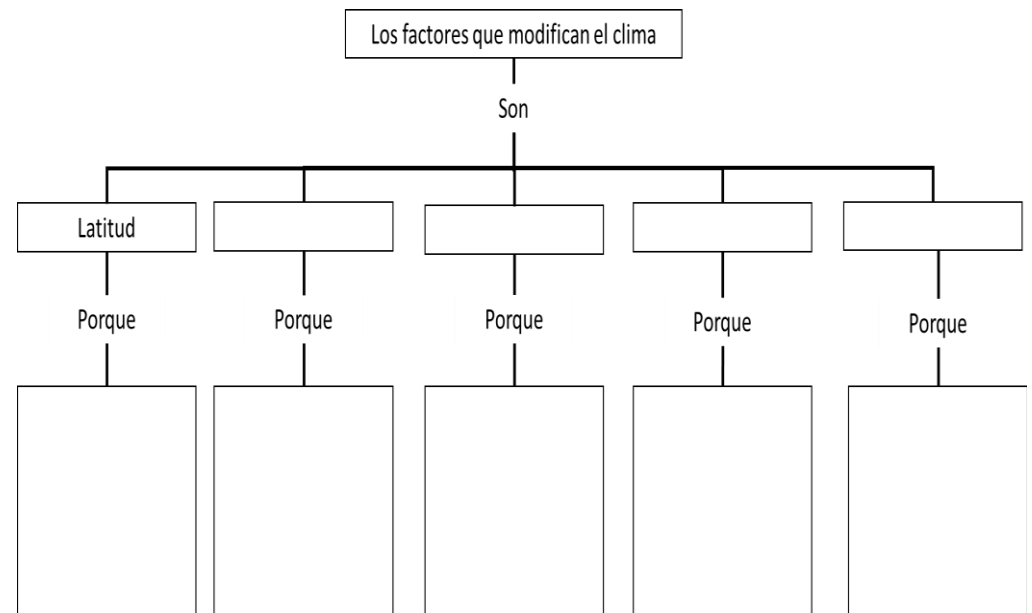 Los factores que modifican el clima
Son
Latitud
Porque
Porque
Porque
Porque
Porque